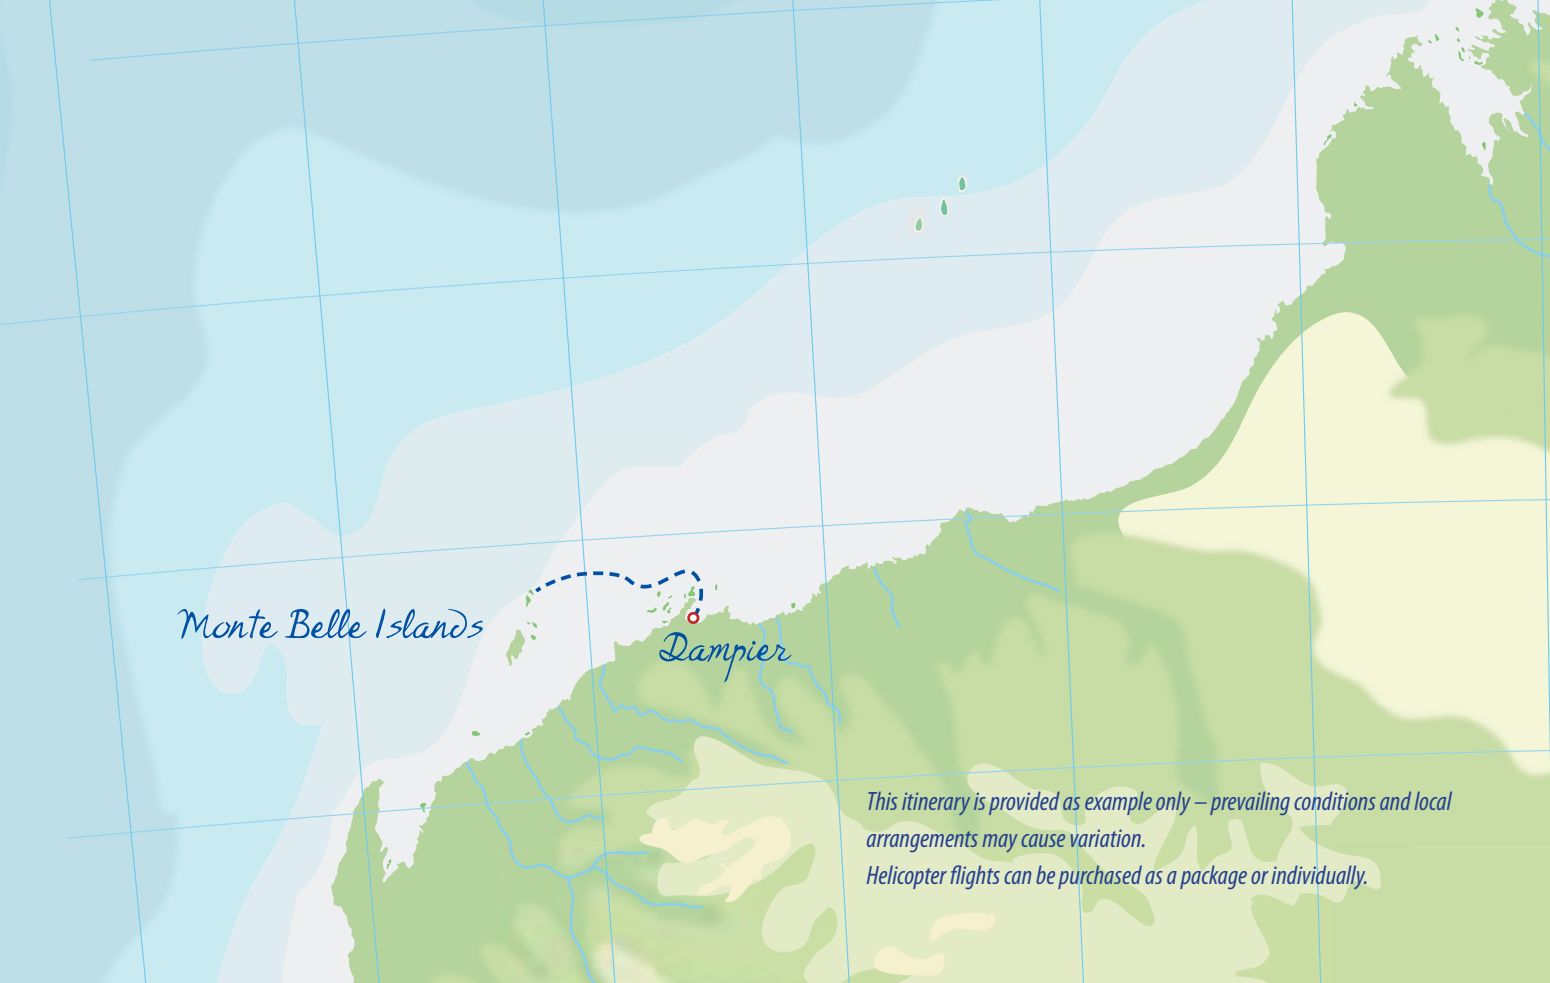 Monte Belle Islands
Dampier
This itinerary is provided as example only – prevailing conditions and local
arrangements may cause variation.
Helicopter flights can be purchased as a package or individually.